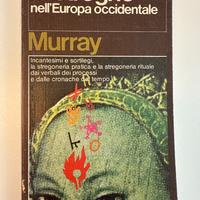 nell'Europa occidentale
Murray
Incantesimi e sortilegi,
la stregoneria pratica e la stregoneria rituale
dai verbali dei processi
e dalle cronache del tempo